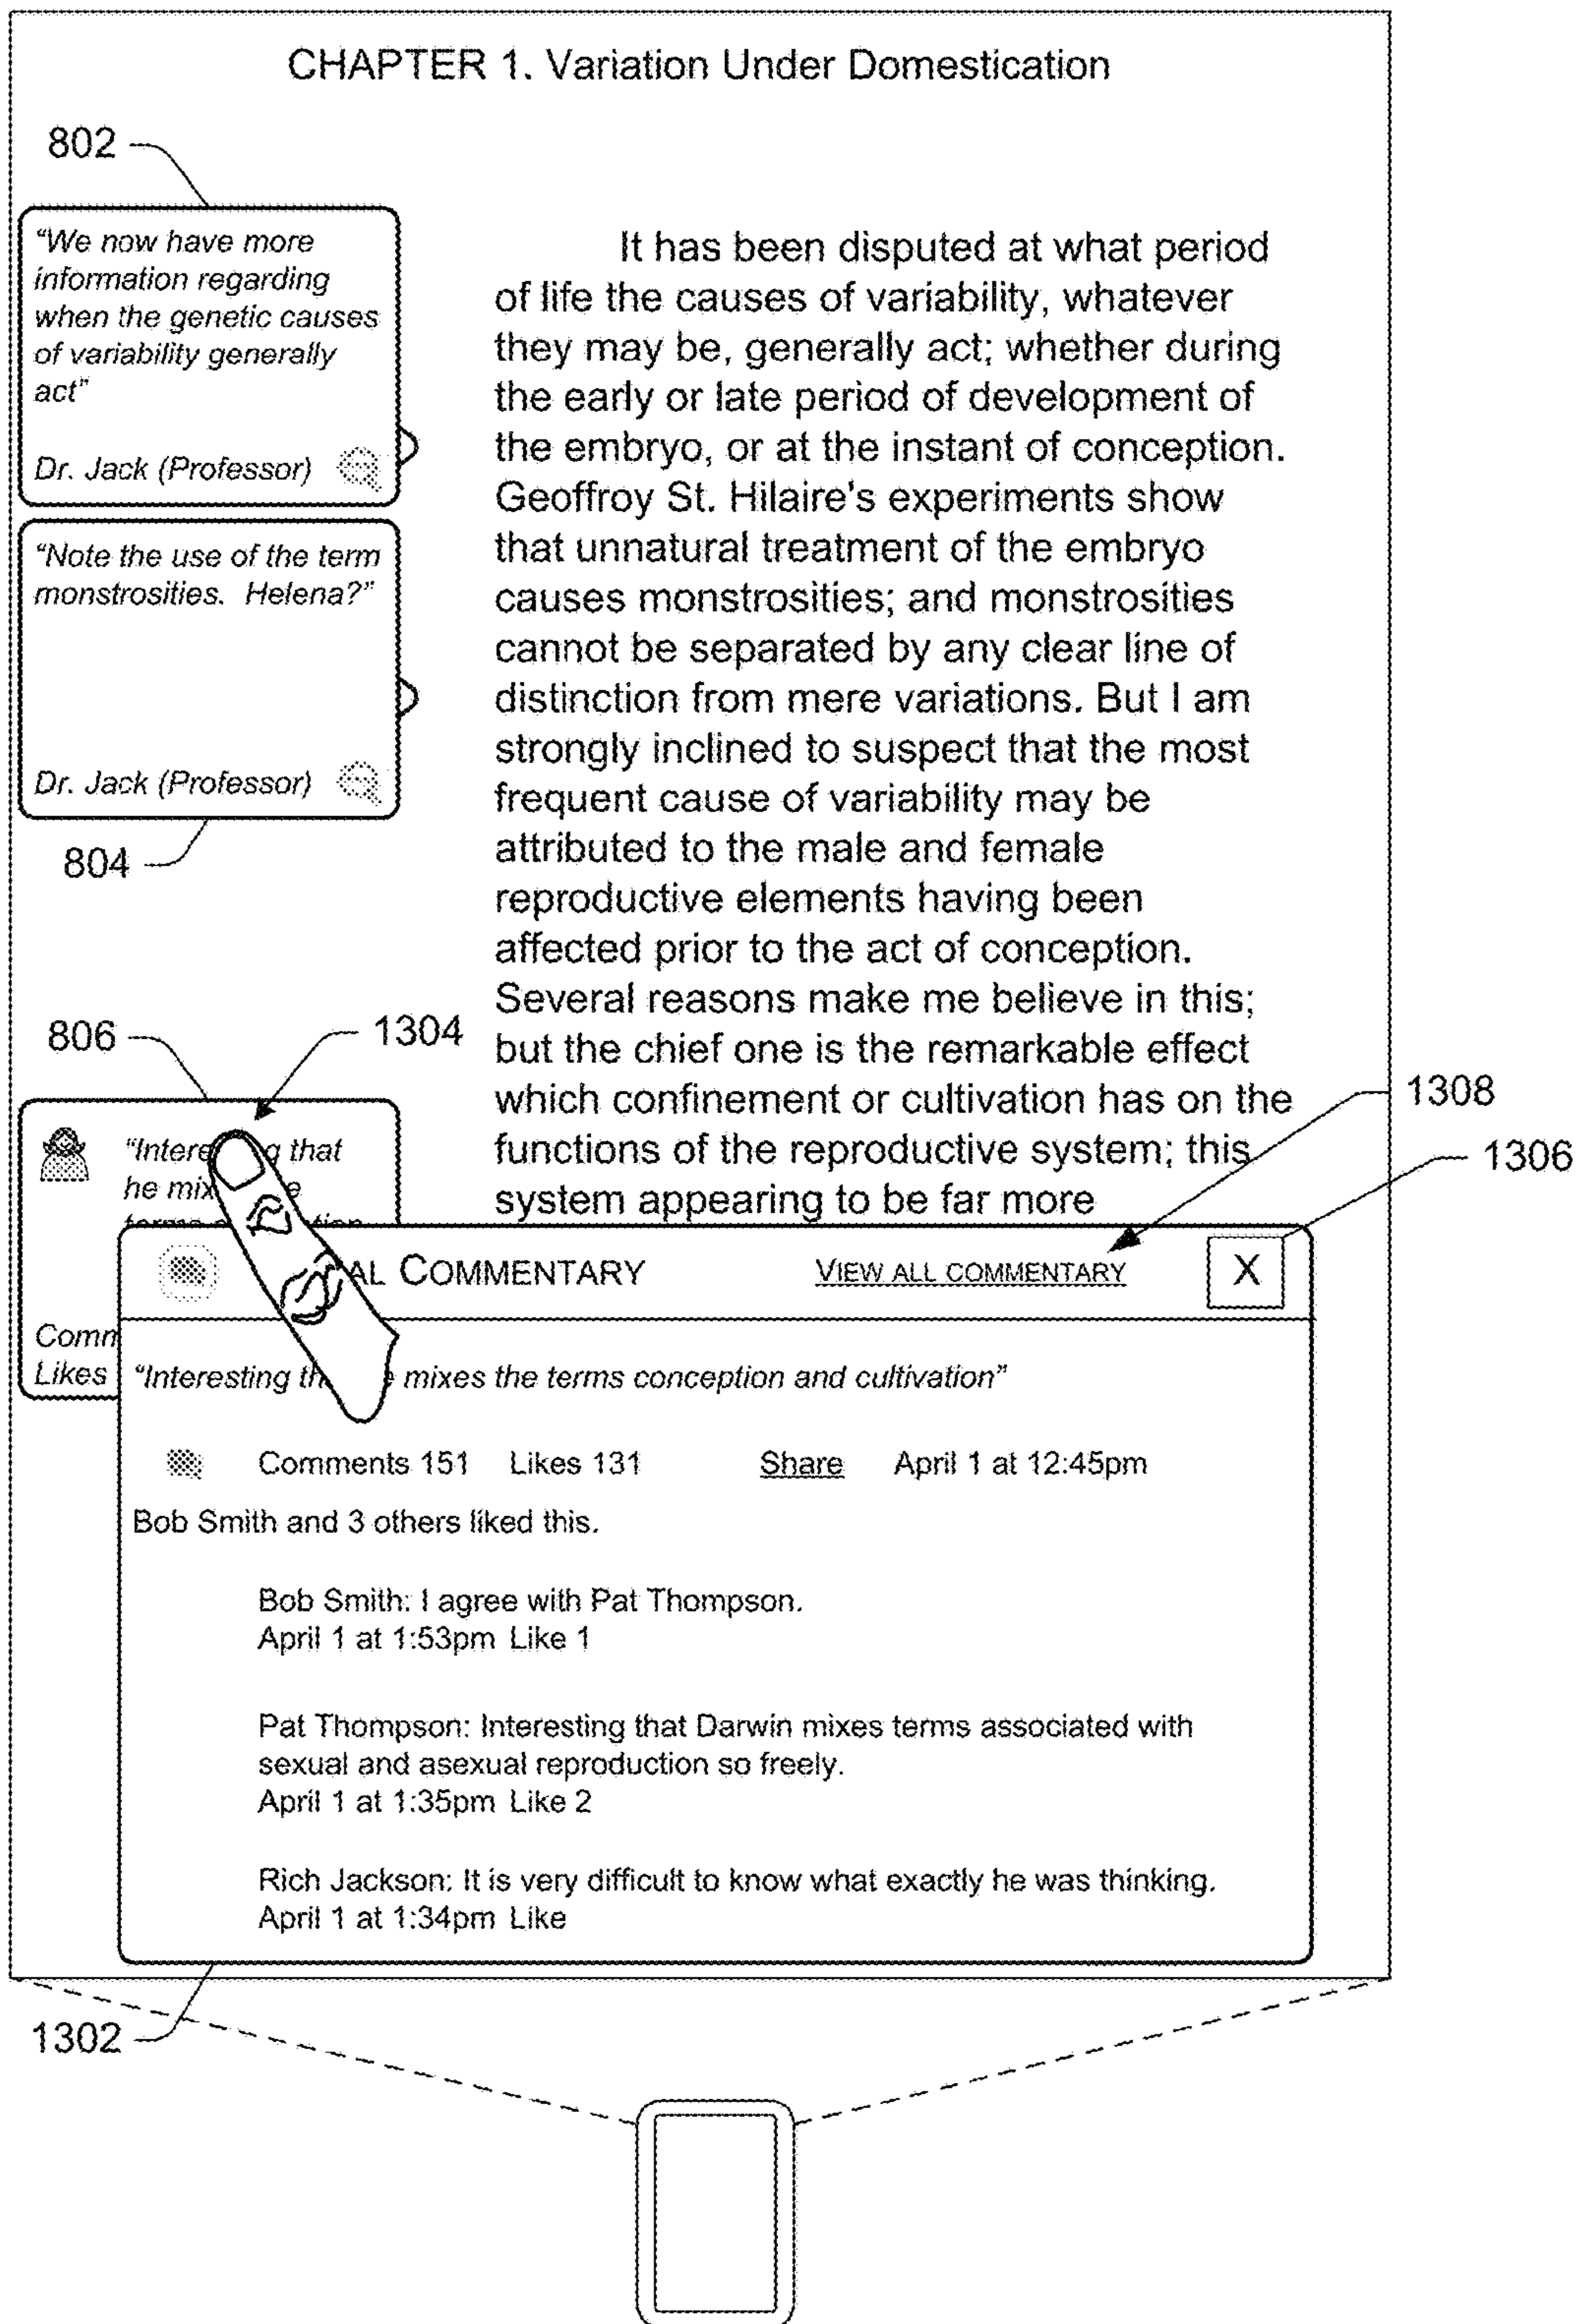 CHAPTER 1. Variation Under Domestication
802
“We now have more
information regarding
when the genetic causes
of variability generally
act”
Dr. Jack (Professor)
“Note the use of the term
monstrosities. Helena?”
Dr. Jack (Professor)
804
It has been disputed at what period
of life the causes of variability, whatever
they may be, generally act; whether during
the early or late period of development of
the embryo, or at the instant of conception.
Geoffroy St. Hilaire's experiments show
that unnatural treatment of the embryo
causes monstrosities; and monstrosities
cannot be separated by any clear line of
distinction from mere variations. But I am
strongly inclined to suspect that the most
frequent cause of variability may be
attributed to the male and female
reproductive elements having been
affected prior to the act of conception.
Several reasons make me believe in this;
but the chief one is the remarkable effect
which confinement or cultivation has on the
functions of the reproductive system; this
system appearing to be far more
806
1304
1308
1306
“Intere g that
he mix e
Comm
Likes
AL COMMENTARY
VIEW ALL COMMENTARY
X
“Interesting th e mixes the terms conception and cultivation”
Comments 151 Likes 131 Share April 1 at 12:45pm
Bob Smith and 3 others liked this.
Bob Smith: I agree with Pat Thompson.
April 1 at 1:53pm Like 1
Pat Thompson: Interesting that Darwin mixes terms associated with
sexual and asexual reproduction so freely.
April 1 at 1:35pm Like 2
Rich Jackson: It is very difficult to know what exactly he was thinking.
April 1 at 1:34pm Like
1302